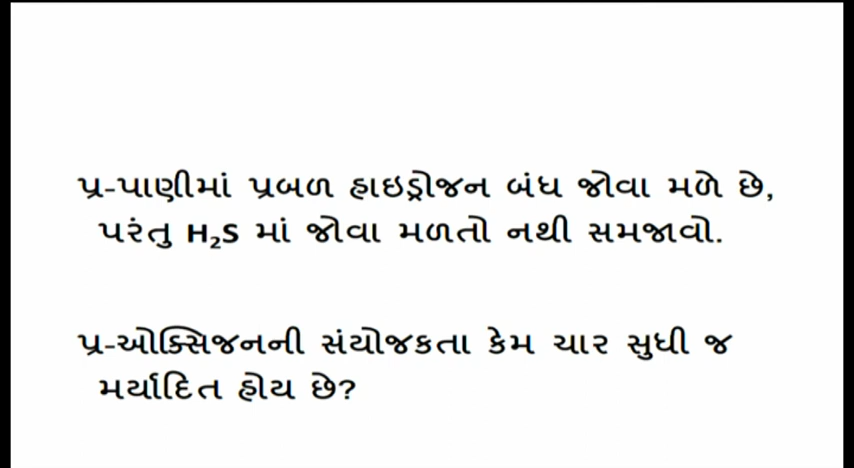 પ્ર-પાણીમાં પ્રબળ હાઇડ્રોજન બંધ જોવા મળે છે,
પરંતુ H₂S માં જોવા મળતો નથી સમજાવો.
પ્ર-ઓક્સિજનની સંયોજકતા કેમ ચાર સુધી જ
મર્યાદિત હોય છે?